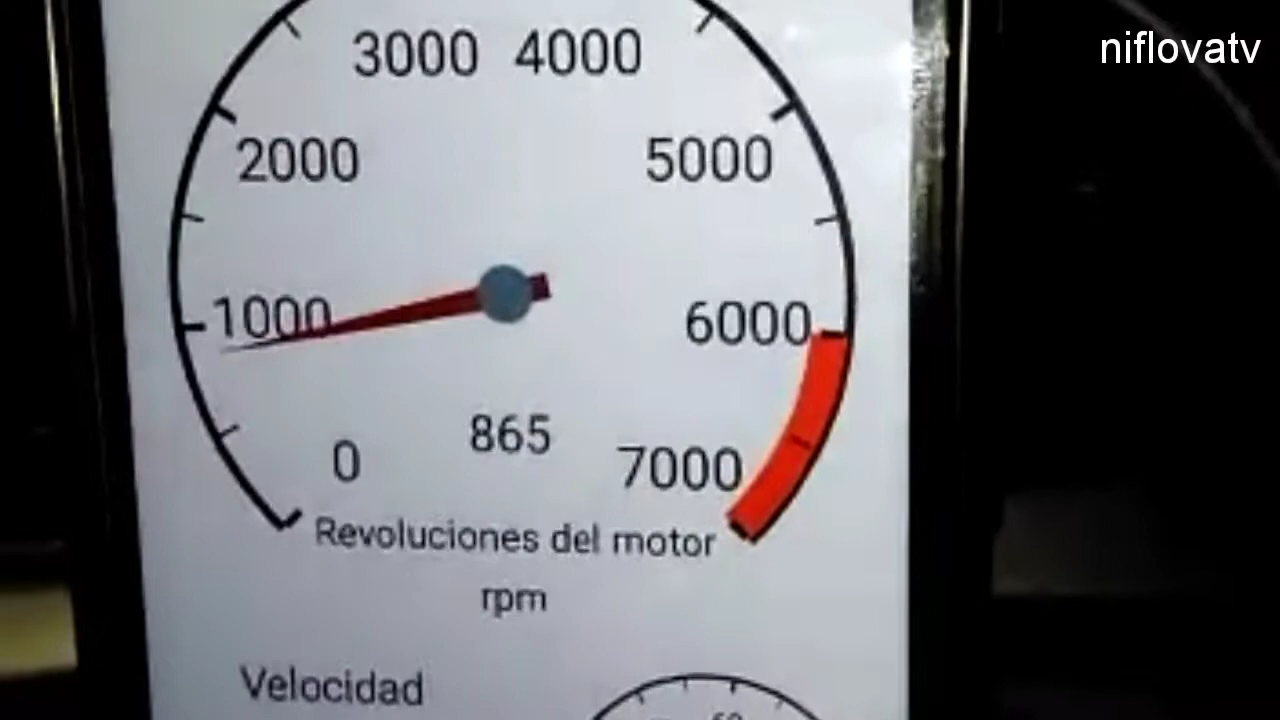 niflovatv
3000 4000
2000 5000
1000 6000
0 865 7000
Revoluciones del motor
rpm
Velocidad